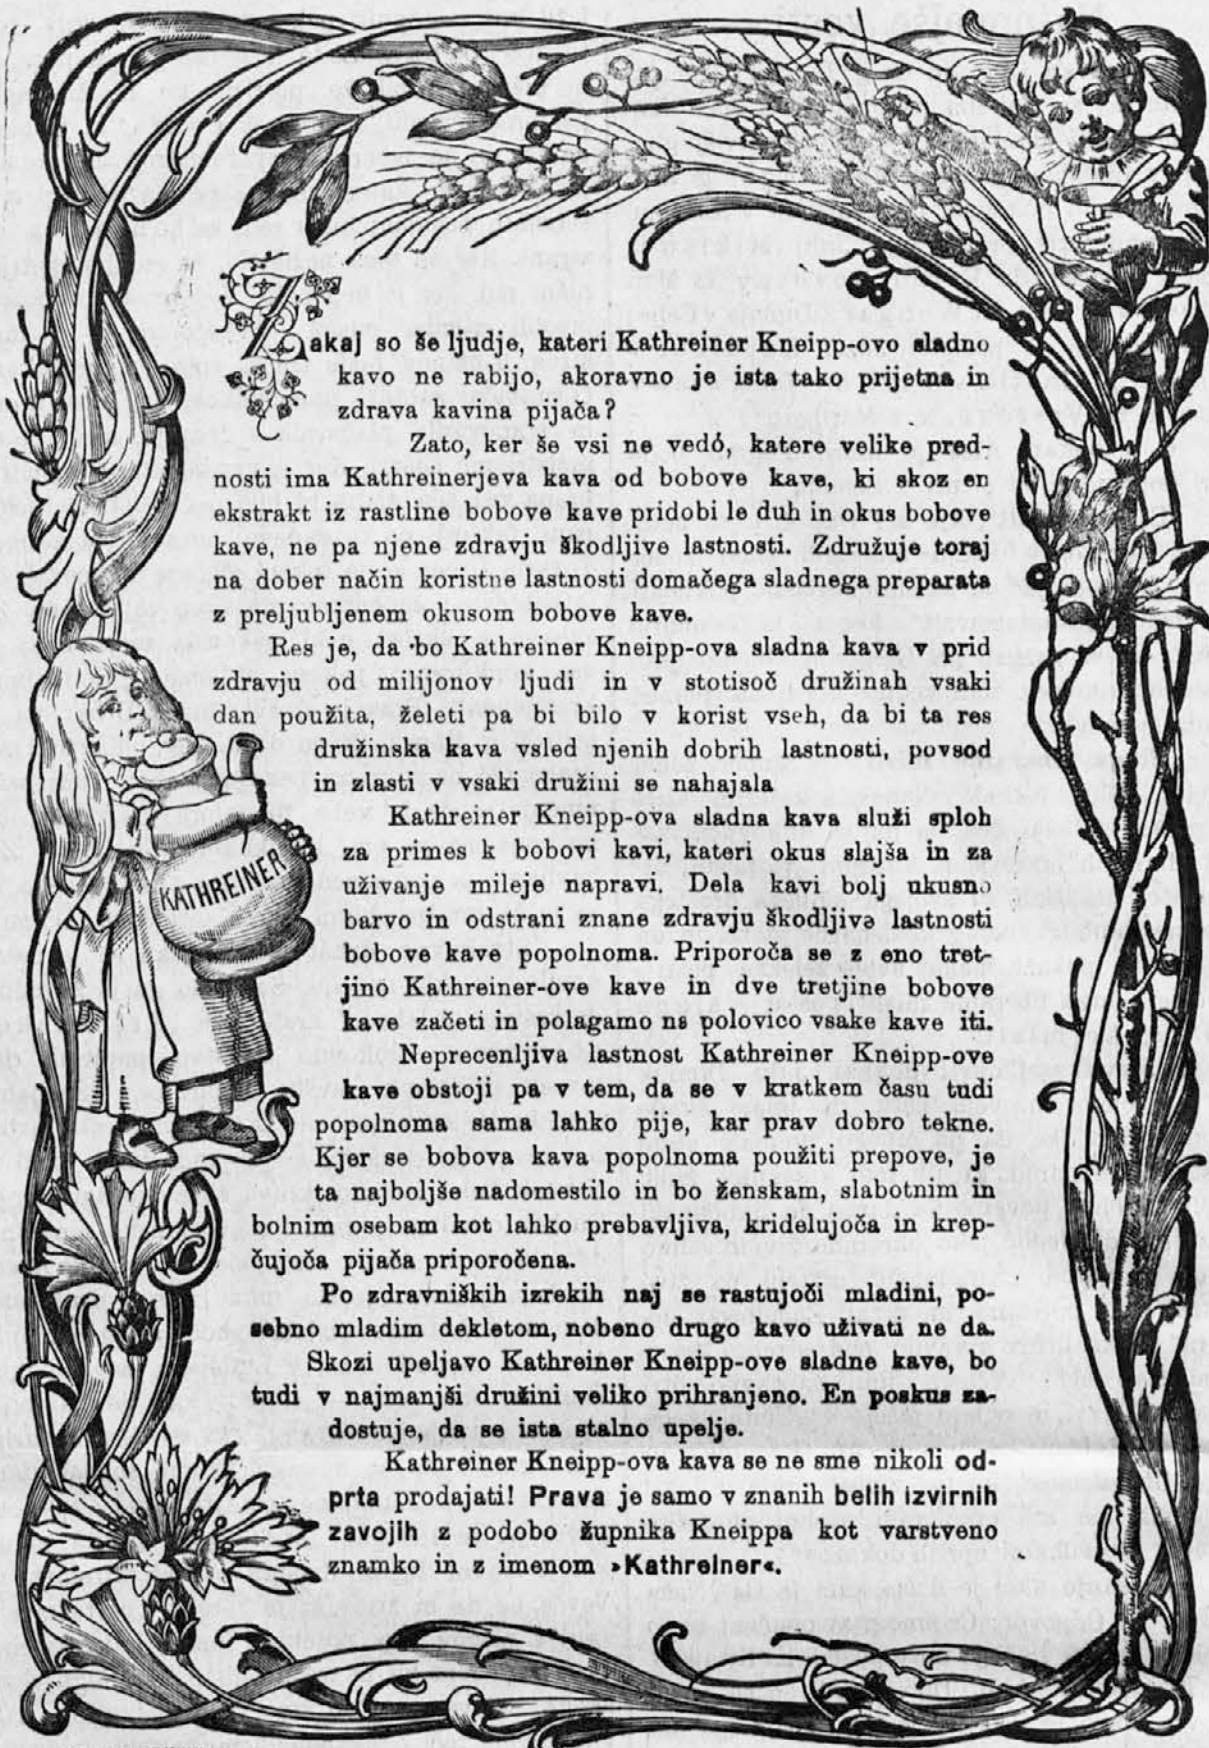 Zakaj so še ljudje, kateri Kathreiner Kneipp-ovo sladno
kavo ne rabijo, akoravno je ista tako prijetna in
zdrava kavina pijača?
Zato, ker še vsi ne vedó, katere velike pred-
nosti ima Kathreinerjeva kava od bobove kave, ki skoz en
ekstrakt iz rastline bobove kave pridobi le duh in okus bobove
kave, ne pa njene zdravju škodljive lastnosti. Združuje toraj
na dober način koristne lastnosti domačega sladnega preparata
z preljubljenem okusom bobove kave.
Res je, da bo Kathreiner Kneipp-ova sladna kava v prid
zdravju od milijonov ljudi in v stotisoč družinah vsaki
dan použita, želeti pa bi bilo v korist vseh, da bi ta res
družinska kava vsled njenih dobrih lastnosti, povsod
in zlasti v vsaki družini se nahajala
Kathreiner Kneipp-ova sladna kava služi sploh
za primes k bobovi kavi, kateri okus slajša in za
uživanje mileje napravi. Dela kavi bolj ukusno
barvo in odstrani znane zdravju škodljive lastnosti
bobove kave popolnoma. Priporoča se z eno tret-
jino Kathreiner-ove kave in dve tretjine bobove
kave začeti in polagamo na polovico vsake kave iti.
Neprecenljiva lastnost Kathreiner Kneipp-ove
kave obstoji pa v tem, da se v kratkem času tudi
popolnoma sama lahko pije, kar prav dobro tekne.
Kjer se bobova kava popolnoma použiti prepove, je
ta najboljše nadomestilo in bo ženskam, slabotnim in
bolnim osebam kot lahko prebavljiva, kridelujoča in krep-
čujoča pijača priporočena.
Po zdravniških izrekih naj se rastujoči mladini, po-
sebno mladim dekletom, nobeno drugo kavo uživati ne da.
Skozi upeljavo Kathreiner Kneipp-ove sladne kave, bo
tudi v najmanjši družini veliko prihranjeno. En poskus za-
dostuje, da se ista stalno upelje.
Kathreiner Kneipp-ova kava se ne sme nikoli od-
prta prodajati! Prava je samo v znanih belih izvirnih
zavojih z podobo župnika Kneippa kot varstveno
znamko in z imenom »Kathreiner«.
KATHREINER